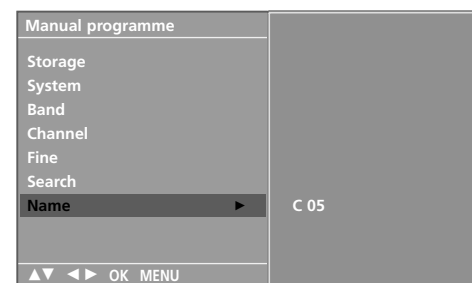 Manual programme
Storage
System
Band
Channel
Fine
Search
Name ► C 05
▲▼ ◄► OK MENU